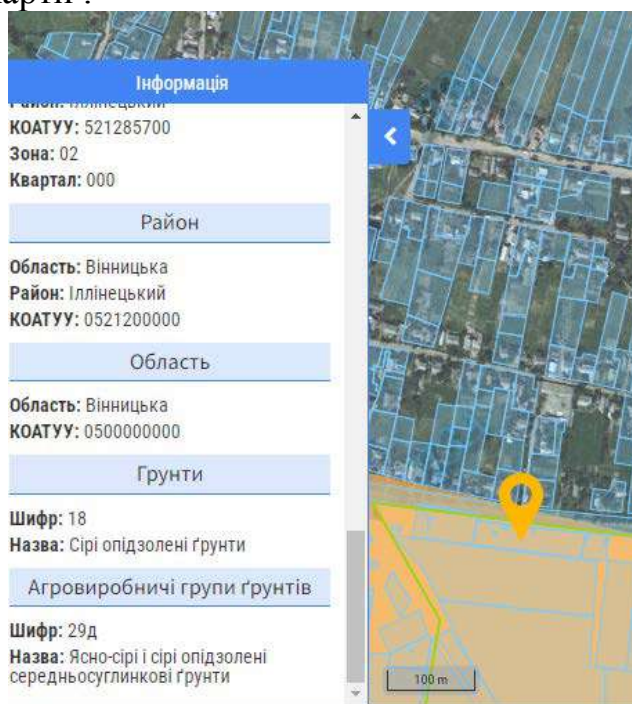 Інформація
Район: Іллінецький
КОАТУУ: 521285700
Зона: 02
Квартал: 000
Район
Область: Вінницька
Район: Іллінецький
КОАТУУ: 0521200000
Область
Область: Вінницька
КОАТУУ: 0500000000
Грунти
Шифр: 18
Назва: Сірі опідзолені ґрунти
Агровиробничі групи ґрунтів
Шифр: 29д
Назва: Ясно-сірі і сірі опідзолені
середньосуглинкові ґрунти
100 m